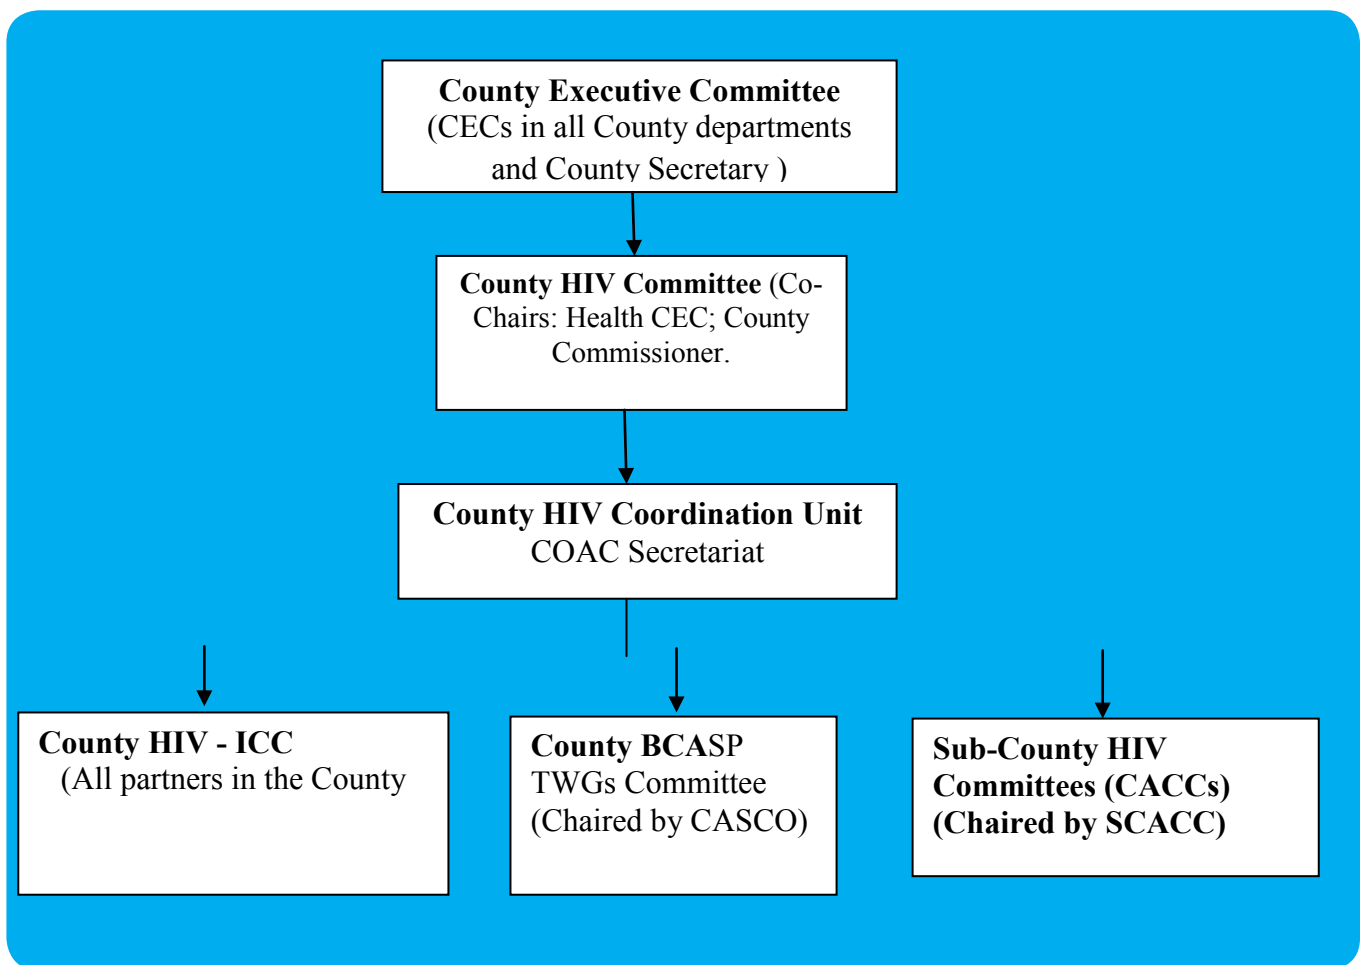 County Executive Committee
(CECs in all County departments
and County Secretary )
County HIV Committee (Co-
Chairs: Health CEC; County
Commissioner.
County HIV Coordination Unit
COAC Secretariat
County HIV - ICC
(All partners in the County
County BCASP
TWGs Committee
(Chaired by CASCO)
Sub-County HIV
Committees (CACCs)
(Chaired by SCACC)